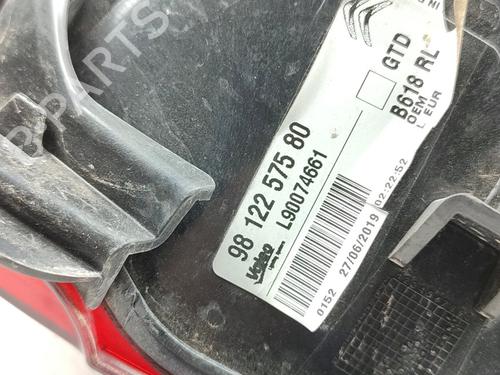 GTD
B618 RL
OEM
L EUR
98 122 575 80
L90074661
Valeo
0152 27/06/2019 02:22:52